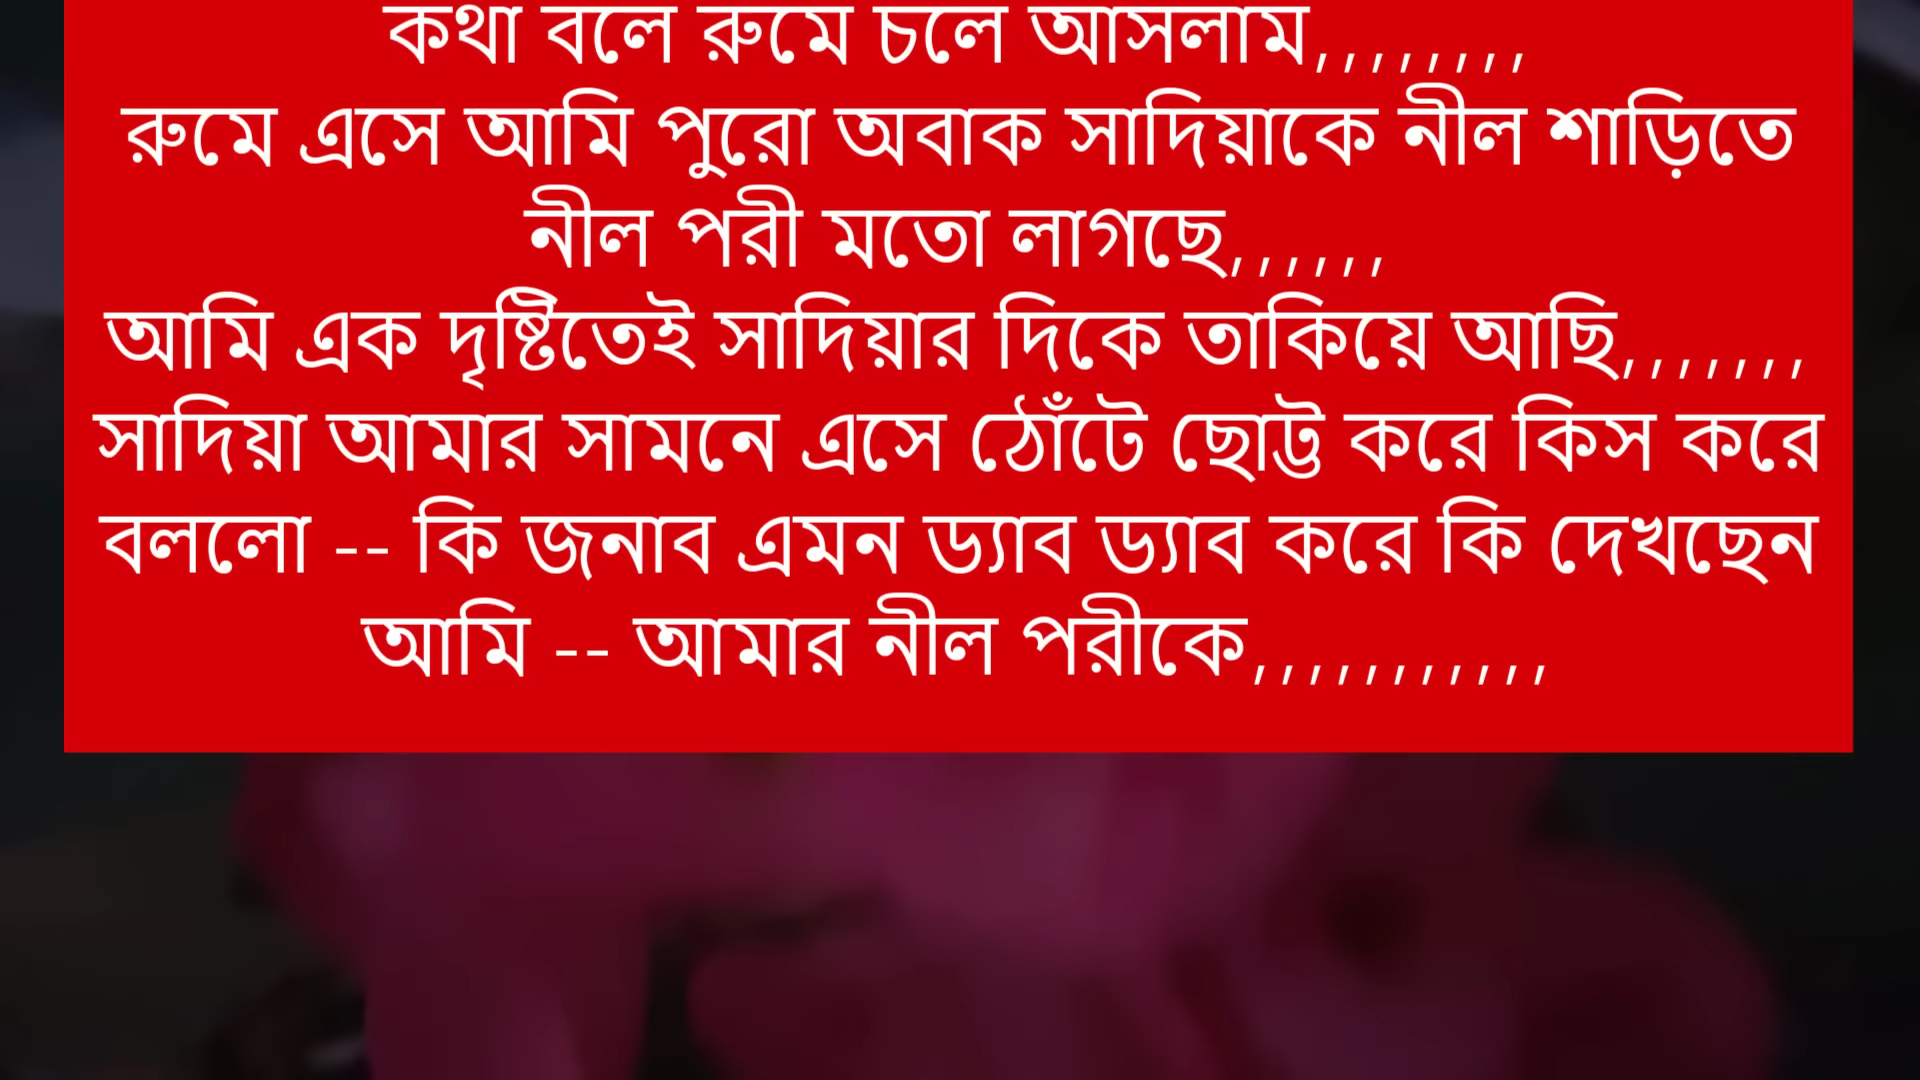 কথা বলে রুমে চলে আসলাম,,,,,,,,
রুমে এসে আমি পুরো অবাক সাদিয়াকে নীল শাড়িতে
নীল পরী মতো লাগছে,,,,,,
আমি এক দৃষ্টিতেই সাদিয়ার দিকে তাকিয়ে আছি,,,,,,,
সাদিয়া আমার সামনে এসে ঠোঁটে ছোট্ট করে কিস করে
বললো -- কি জনাব এমন ড্যাব ড্যাব করে কি দেখছেন
আমি -- আমার নীল পরীকে,,,,,,,,,,,